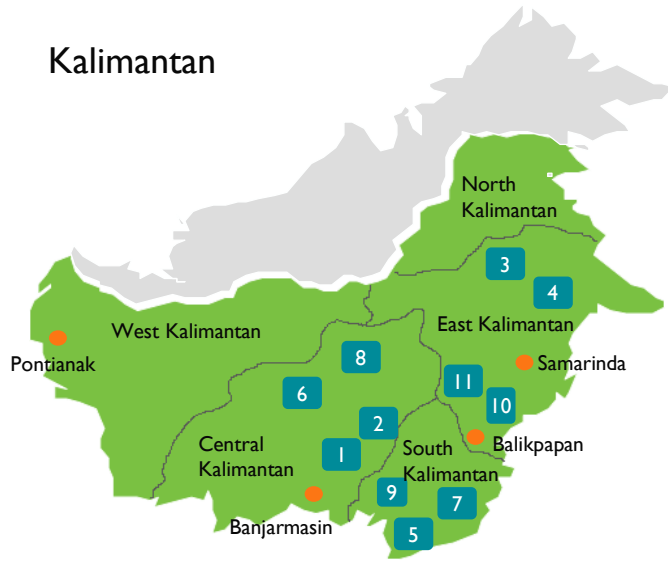 Kalimantan
North
Kalimantan
3
4
East Kalimantan
West Kalimantan
Pontianak
8
Samarinda
11
6
10
2
Central
Kalimantan
South
Kalimantan
Balikpapan
1
9
7
Banjarmasin
5